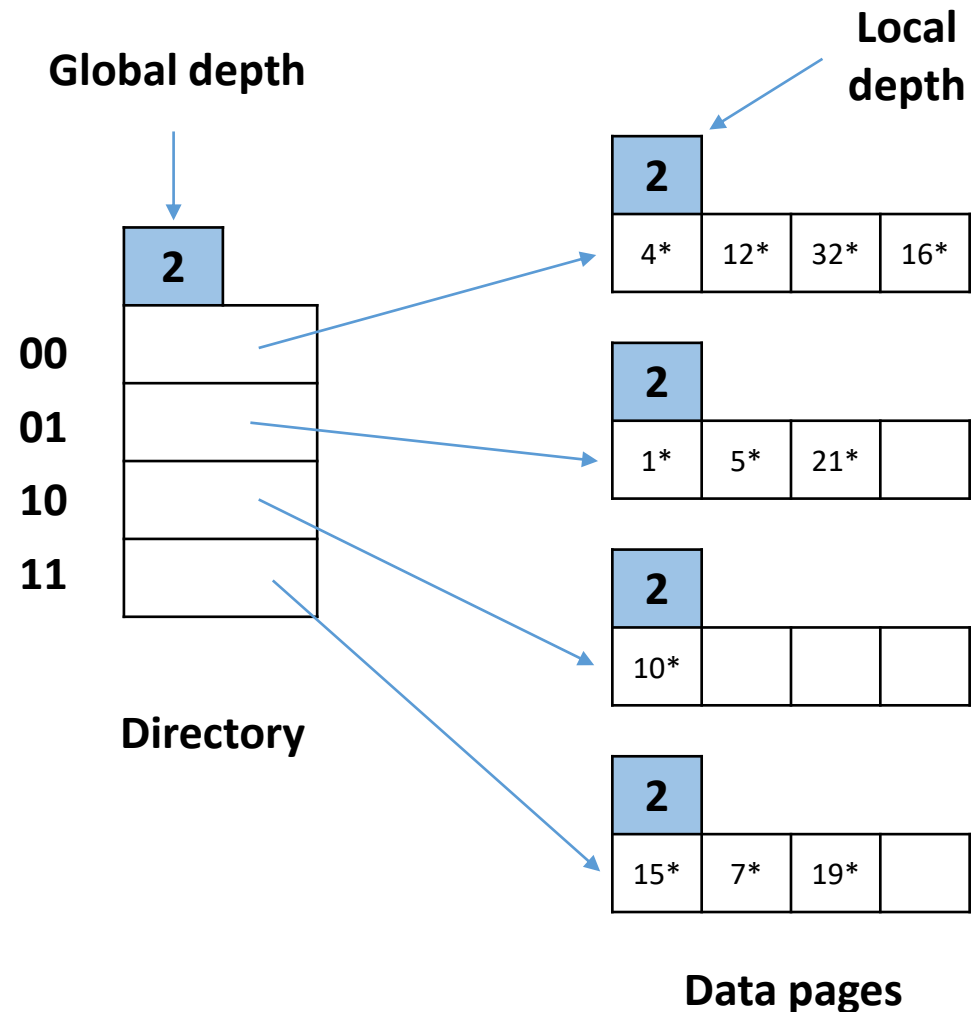 Global depth
Local
depth
2
00
01
10
11
Directory
2
4* 12* 32* 16*
2
1* 5* 21*
2
10*
2
15* 7* 19*
Data pages